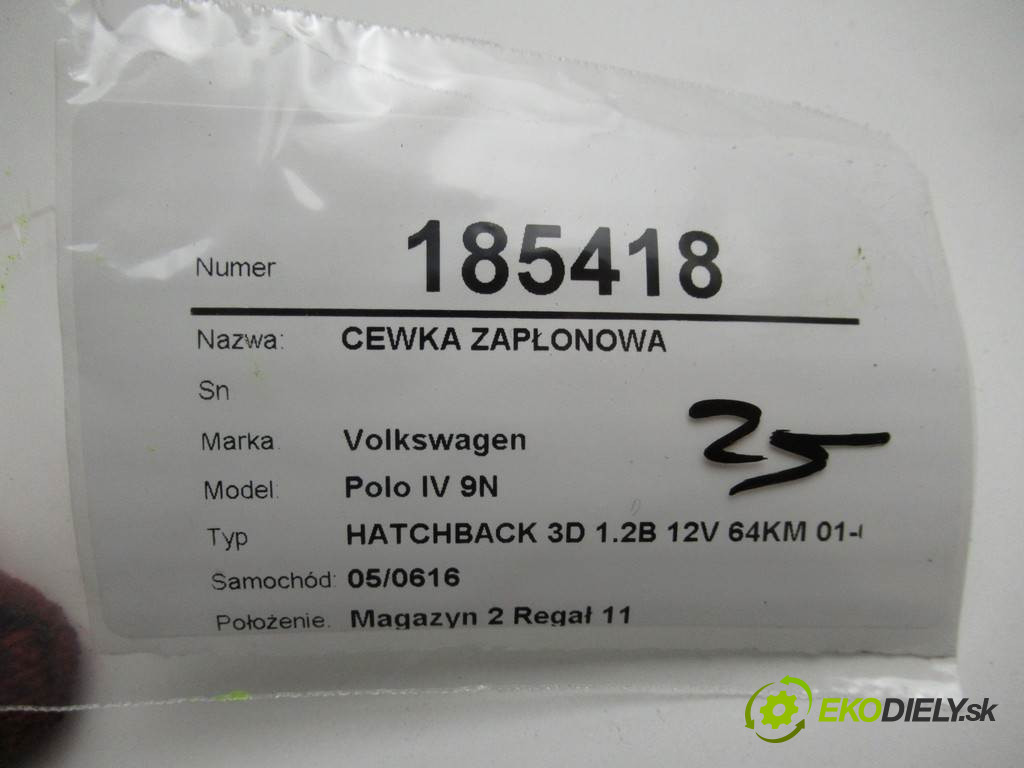 Numer 185418
Nazwa: CEWKA ZAPŁONOWA
Sn
25
Marka Volkswagen
Model: Polo IV 9N
Typ HATCHBACK 3D 1.2B 12V 64KM 01-
Samochód: 05/0616
Położenie. Magazyn 2 Regał 11
EKODIELY.sk